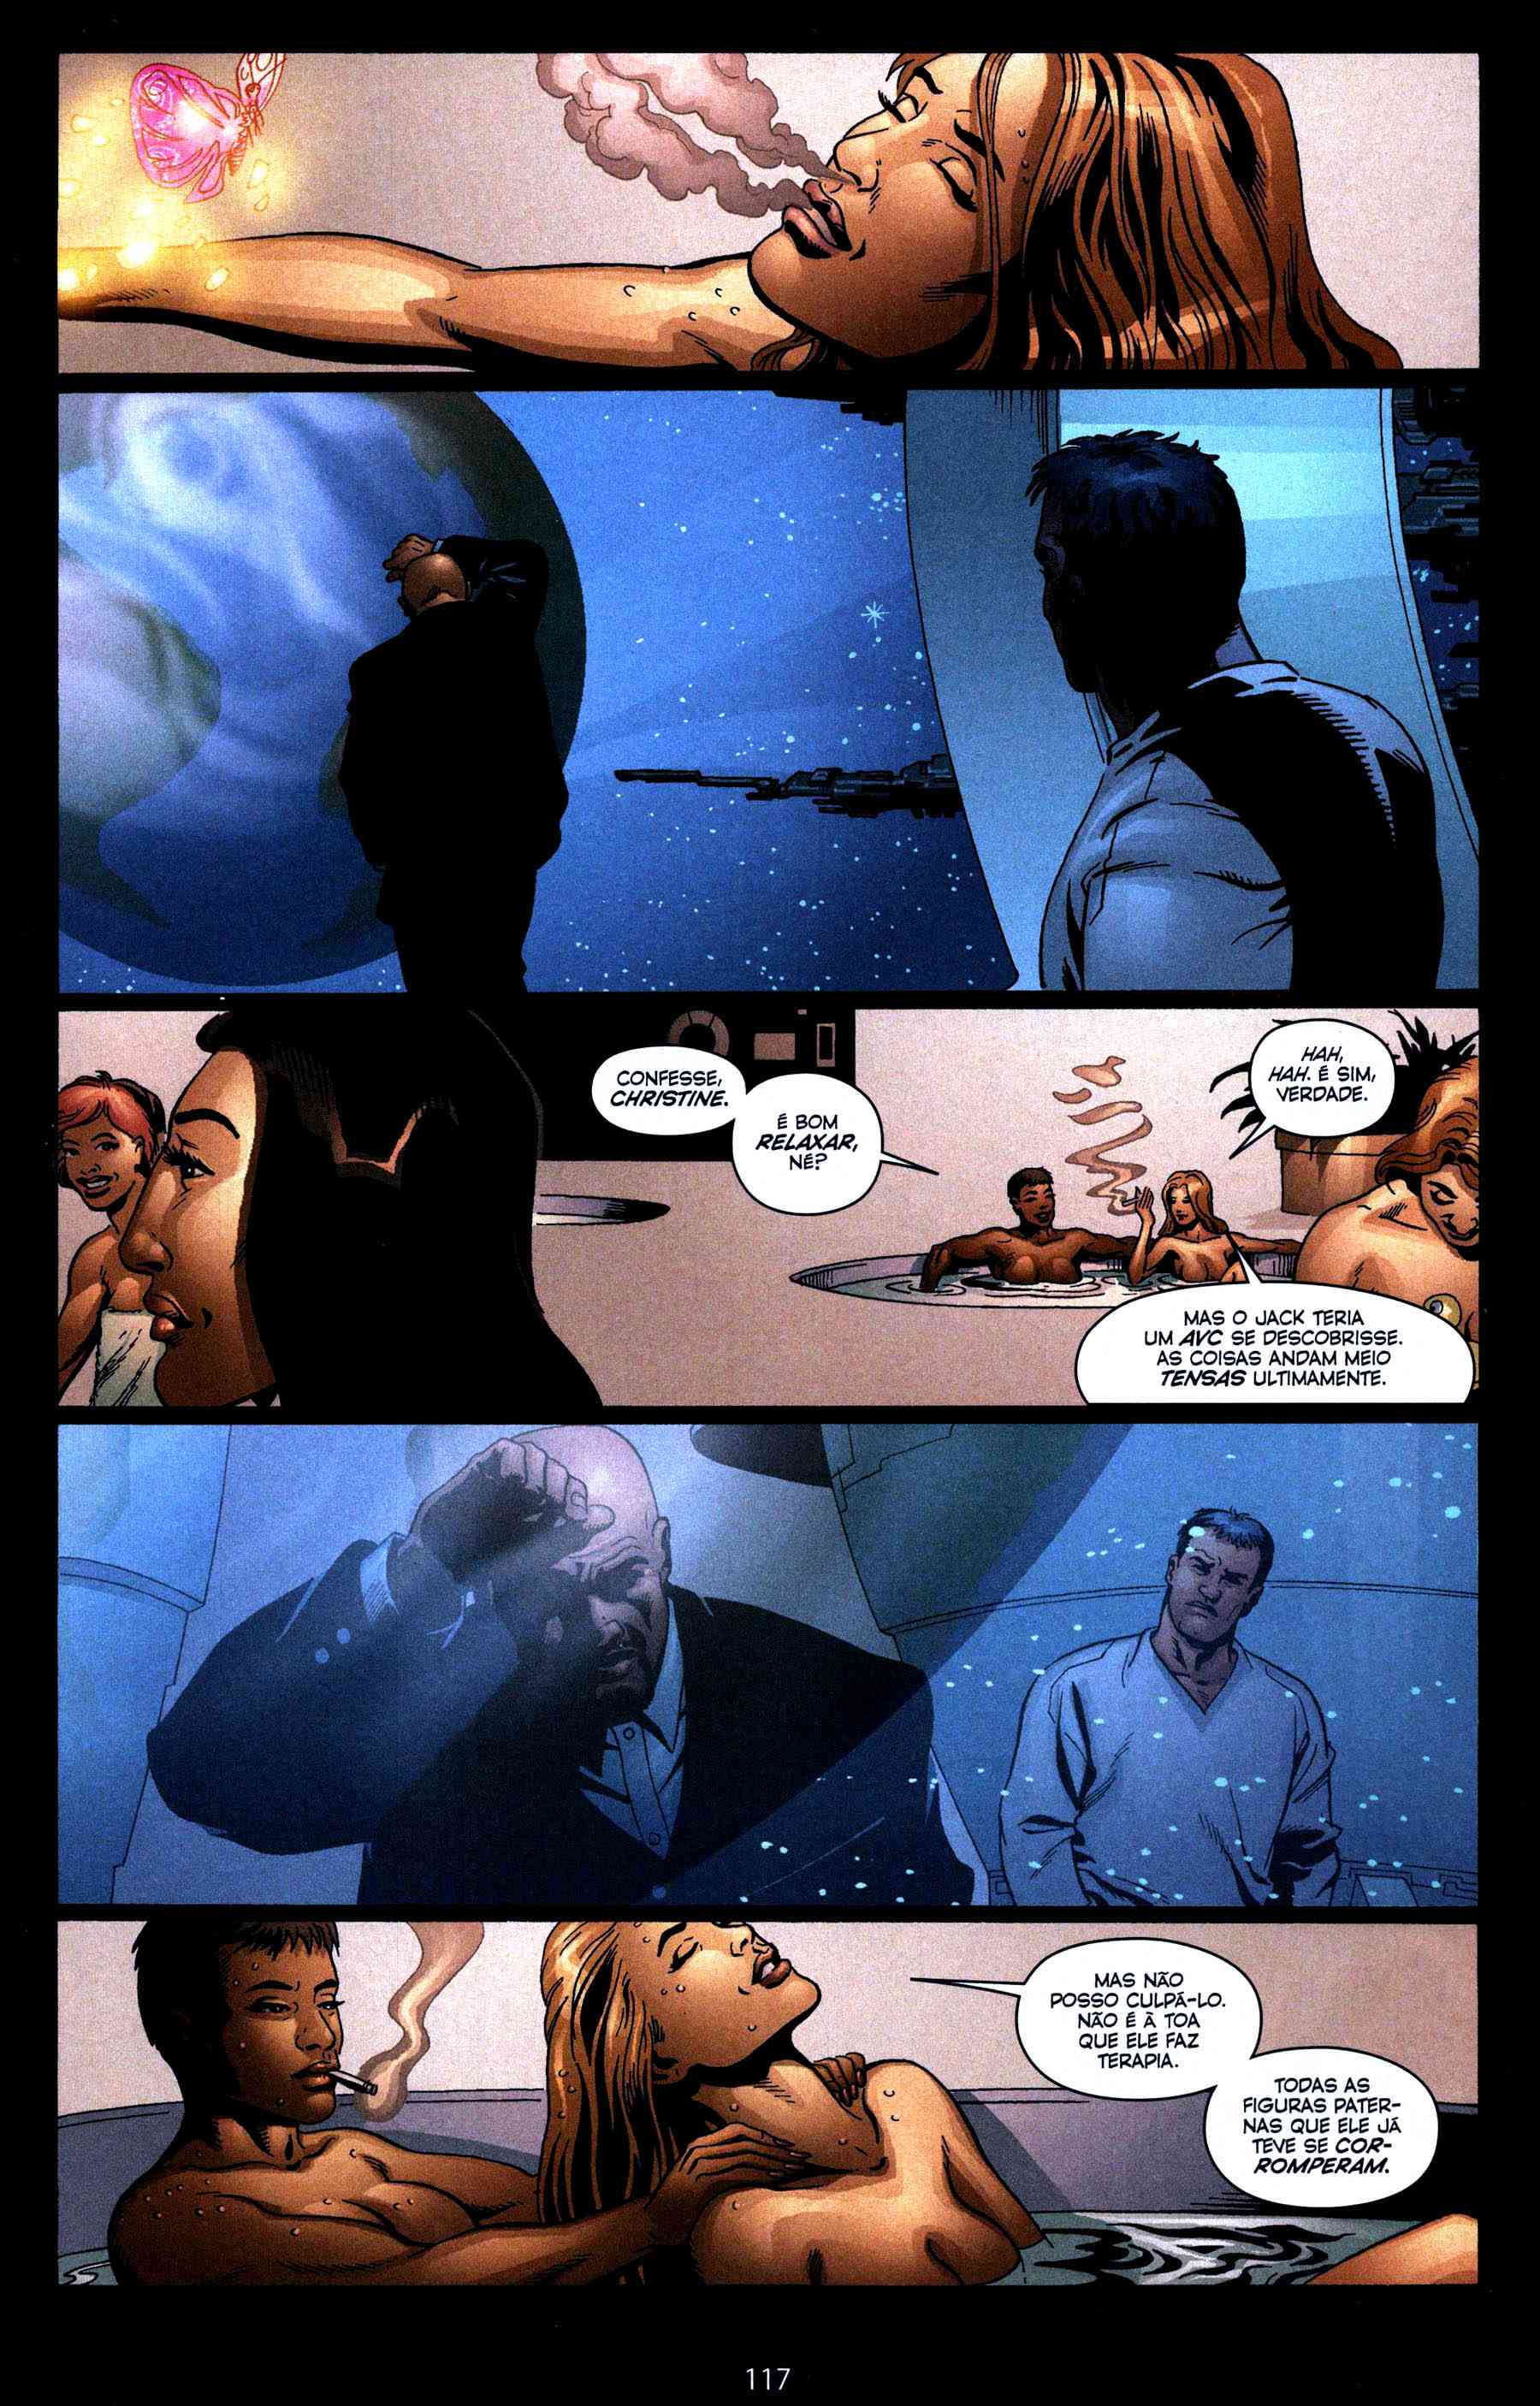 CONFESSE,
CHRISTINE.
É BOM
RELAXAR,
NÉ?
HAH,
HAH. É SIM,
VERDADE.
MAS O JACK TERIA
UM AVC SE DESCOBRISSE.
AS COISAS ANDAM MEIO
TENSAS ULTIMAMENTE.
MAS NÃO
POSSO CULPÁ-LO.
NÃO É À TOA
QUE ELE FAZ
TERAPIA.
TODAS AS
FIGURAS PATER-
NAS QUE ELE JÁ
TEVE SE COR-
ROMPERAM.
117